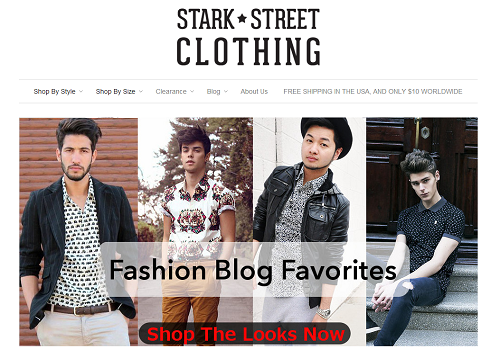 STARK★STREET
CLOTHING
Shop By Style Shop By Size Clearance Blog About Us FREE SHIPPING IN THE USA, AND ONLY $10 WORLDWIDE
Fashion Blog Favorites
Shop The Looks Now